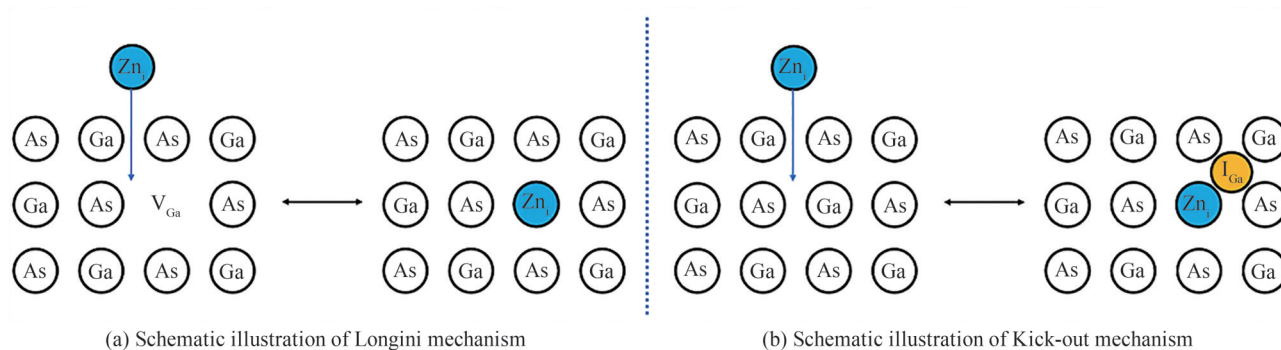 Zn_i
As Ga As Ga
Ga As V_Ga As
As Ga As Ga
As Ga As Ga
Ga As Zn_i As
As Ga As Ga
(a) Schematic illustration of Longini mechanism
Zn_i
As Ga As Ga
Ga As Ga As
As Ga As Ga
As Ga As Ga
I_Ga
Ga As Zn_i As
As Ga As Ga
(b) Schematic illustration of Kick-out mechanism